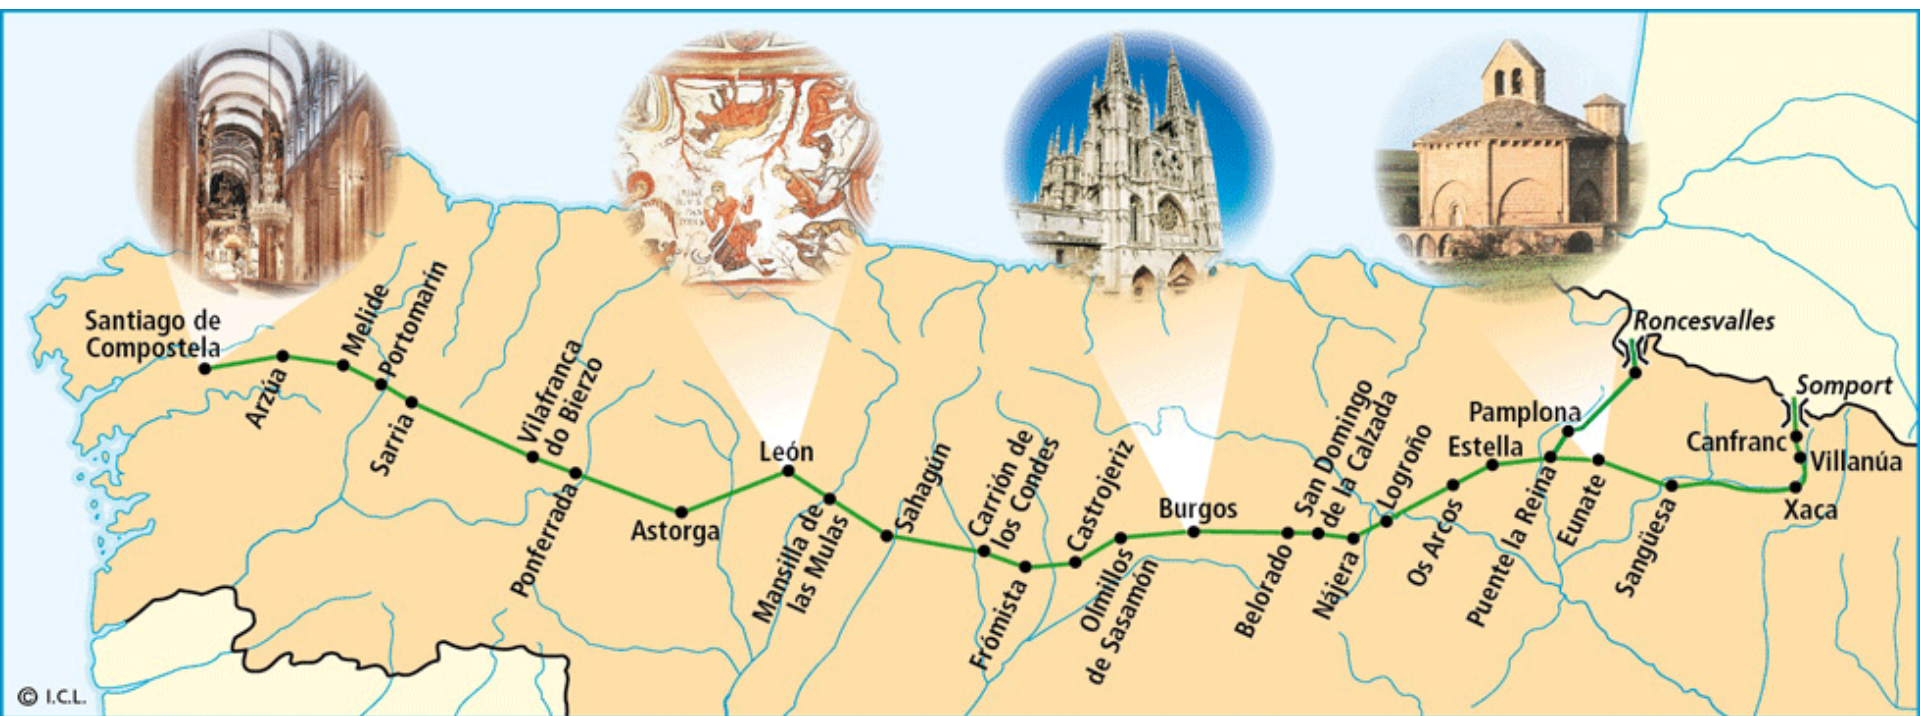 Santiago de
Compostela
Arzúa
Melide
Portomarín
Sarria
Vilafranca
do Bierzo
Ponferrada
Astorga
León
Mansilla de
las Mulas
Sahagún
Carrión de
los Condes
Frómista
Castrojeriz
Olmillos
de Sasamón
Burgos
Belorado
San Domingo
de la Calzada
Nájera
Logroño
Os Arcos
Estella
Puente la Reina
Pamplona
Roncesvalles
Eunate
Sangüesa
Somport
Canfranc
Villanúa
Xaca
© I.C.L.